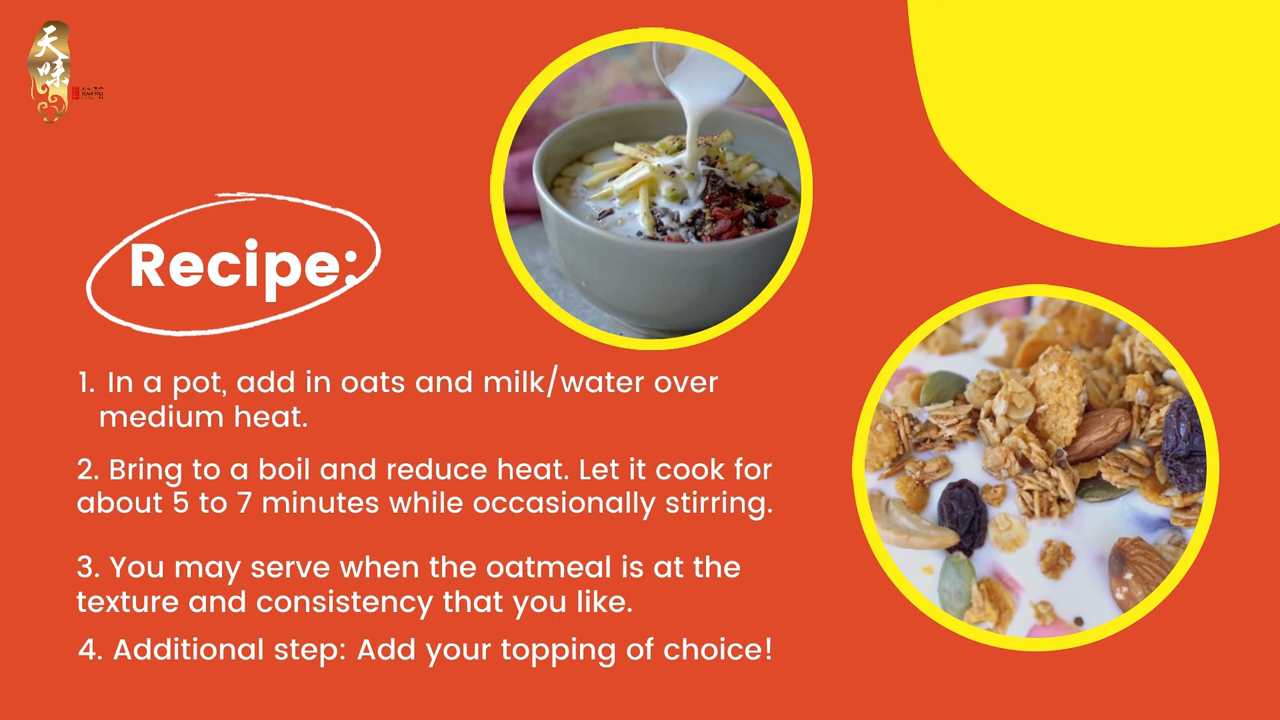 天味
Recipe:
1. In a pot, add in oats and milk/water over
medium heat.
2. Bring to a boil and reduce heat. Let it cook for
about 5 to 7 minutes while occasionally stirring.
3. You may serve when the oatmeal is at the
texture and consistency that you like.
4. Additional step: Add your topping of choice!